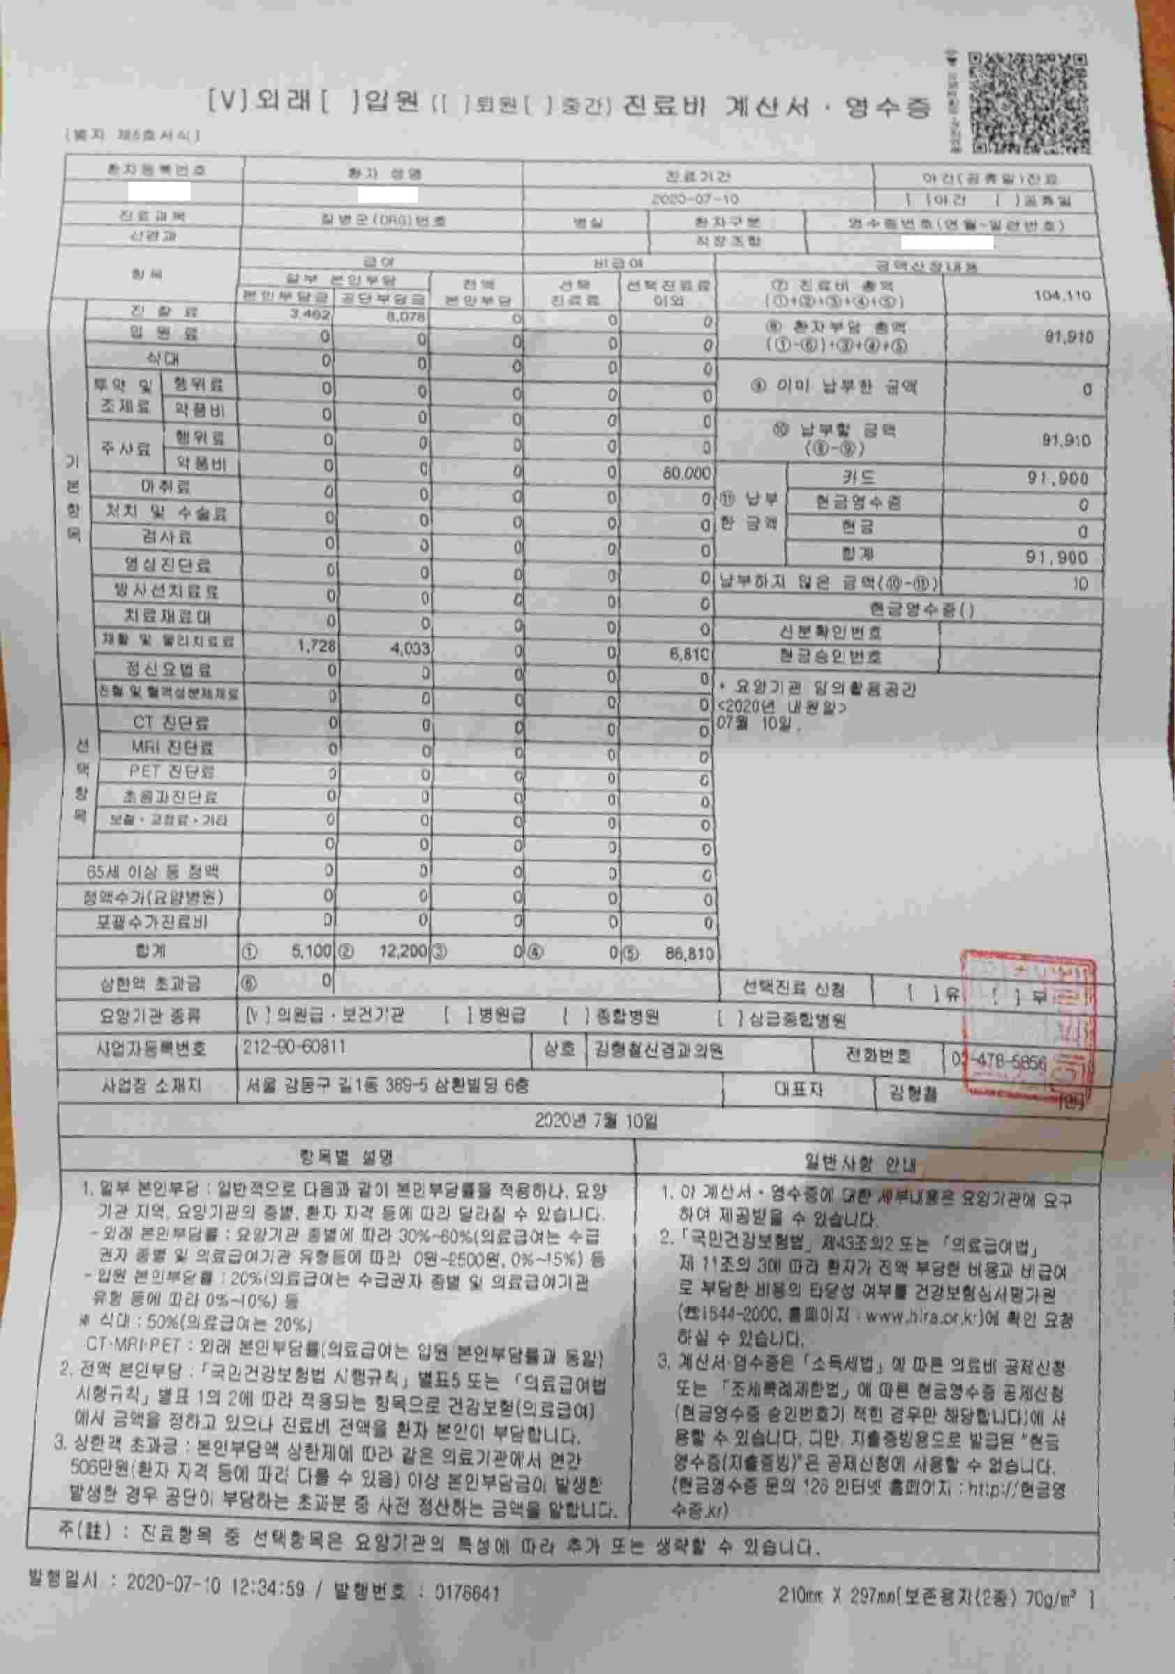 [V]외래[ ]입원([ ]퇴원[ ]중간) 진료비 계산서 · 영수증
(별지 제6호서식)
환자등록번호 환자 성명 진료기간 야간(공휴일)진료
2020-07-10 [ ]야간 [ ]공휴일
진료과목 질병군(DRG)번호 병실 환자구분 영수증번호(연월-일련번호)
신경과 직장조합
항목 급여 비급여 금액산정내용
일부 본인부담 전액 본인부담 선택 진료료 선택진료료 이외
본인부담금 공단부담금
⑦ 진료비 총액 (①+②+③+④+⑤) 104,110
⑧ 환자부담 총액 (①-⑥)+③+④+⑤ 91,910
⑨ 이미 납부한 금액 0
⑩ 납부할 금액 (⑧-⑨) 91,910
⑪ 납부한 금액
카드 91,900
현금영수증 0
현금 0
합계 91,900
납부하지 않은 금액(⑩-⑪) 10
현금영수증()
신분확인번호
현금승인번호
* 요양기관 임의활용공간
<2020년 내원일>
07월 10일,
기본항목
진찰료 3,462 8,078 0 0 0
입원료 0 0 0 0 0
식대 0 0 0 0 0
투약 및 조제료 행위료 0 0 0 0 0
약품비 0 0 0 0 0
주사료 행위료 0 0 0 0 0
약품비 0 0 0 0 80,000
마취료 0 0 0 0 0
처치 및 수술료 0 0 0 0 0
검사료 0 0 0 0 0
영상진단료 0 0 0 0 0
방사선치료료 0 0 0 0 0
치료재료대 0 0 0 0 0
재활 및 물리치료료 1,728 4,033 0 0 6,810
정신요법료 0 0 0 0 0
전혈 및 혈액성분제제료 0 0 0 0 0
선택항목
CT 진단료 0 0 0 0 0
MRI 진단료 0 0 0 0 0
PET 진단료 0 0 0 0 0
초음파진단료 0 0 0 0 0
보철·교정료·기타 0 0 0 0 0
0 0 0 0 0
65세 이상 등 정액 0 0 0 0 0
정액수가(요양병원) 0 0 0 0 0
포괄수가진료비 0 0 0 0 0
합계 ① 5,100 ② 12,200 ③ 0 ④ 0 ⑤ 86,810
상한액 초과금 ⑥ 0 선택진료 신청 [ ]유 [ ]무
요양기관 종류 [V]의원급·보건기관 [ ]병원급 [ ]종합병원 [ ]상급종합병원
사업자등록번호 212-90-60811 상호 김형철신경과의원 전화번호 02-478-5856
사업장 소재지 서울 강동구 길1동 389-5 삼환빌딩 6층 대표자 김형철 [인]
2020년 7월 10일
항목별 설명
1. 일부 본인부담 : 일반적으로 다음과 같이 본인부담률을 적용하나, 요양
기관 지역, 요양기관의 종별, 환자 자격 등에 따라 달라질 수 있습니다.
- 외래 본인부담률 : 요양기관 종별에 따라 30%~60%(의료급여는 수급
권자 종별 및 의료급여기관 유형등에 따라 0원~2500원, 0%~15%) 등
- 입원 본인부담률 : 20%(의료급여는 수급권자 종별 및 의료급여기관
유형 등에 따라 0%~10%) 등
※ 식대 : 50%(의료급여는 20%)
CT·MRI·PET : 외래 본인부담률(의료급여는 입원 본인부담률과 동일)
2. 전액 본인부담 : 「국민건강보험법 시행규칙」 별표5 또는 「의료급여법
시행규칙」 별표 1의 2에 따라 적용되는 항목으로 건강보험(의료급여)
에서 금액을 정하고 있으나 진료비 전액을 환자 본인이 부담합니다.
3. 상한액 초과금 : 본인부담액 상한제에 따라 같은 의료기관에서 연간
506만원(환자 자격 등에 따라 다를 수 있음) 이상 본인부담금이 발생한
발생한 경우 공단이 부담하는 초과분 중 사전 정산하는 금액을 말합니다.
일반사항 안내
1. 이 계산서·영수증에 대한 세부내용은 요양기관에 요구
하여 제공받을 수 있습니다.
2. 「국민건강보험법」 제43조의2 또는 「의료급여법」
제 11조의 3에 따라 환자가 전액 부담한 비용과 비급여
로 부담한 비용의 타당성 여부를 건강보험심사평가원
(☎1544-2000, 홈페이지 : www.hira.or.kr)에 확인 요청
하실 수 있습니다.
3. 계산서·영수증은 「소득세법」에 따른 의료비 공제신청
또는 「조세특례제한법」에 따른 현금영수증 공제신청
(현금영수증 승인번호가 적힌 경우만 해당합니다)에 사
용할 수 있습니다. 다만, 지출증빙용으로 발급된 "현금
영수증(지출증빙)"은 공제신청에 사용할 수 없습니다.
(현금영수증 문의 126 인터넷 홈페이지 : http://현금영
수증.kr)
주(註) : 진료항목 중 선택항목은 요양기관의 특성에 따라 추가 또는 생략할 수 있습니다.
발행일시 : 2020-07-10 12:34:59 / 발행번호 : 0176641
210mm X 297mm[보존용지(2종) 70g/m² ]